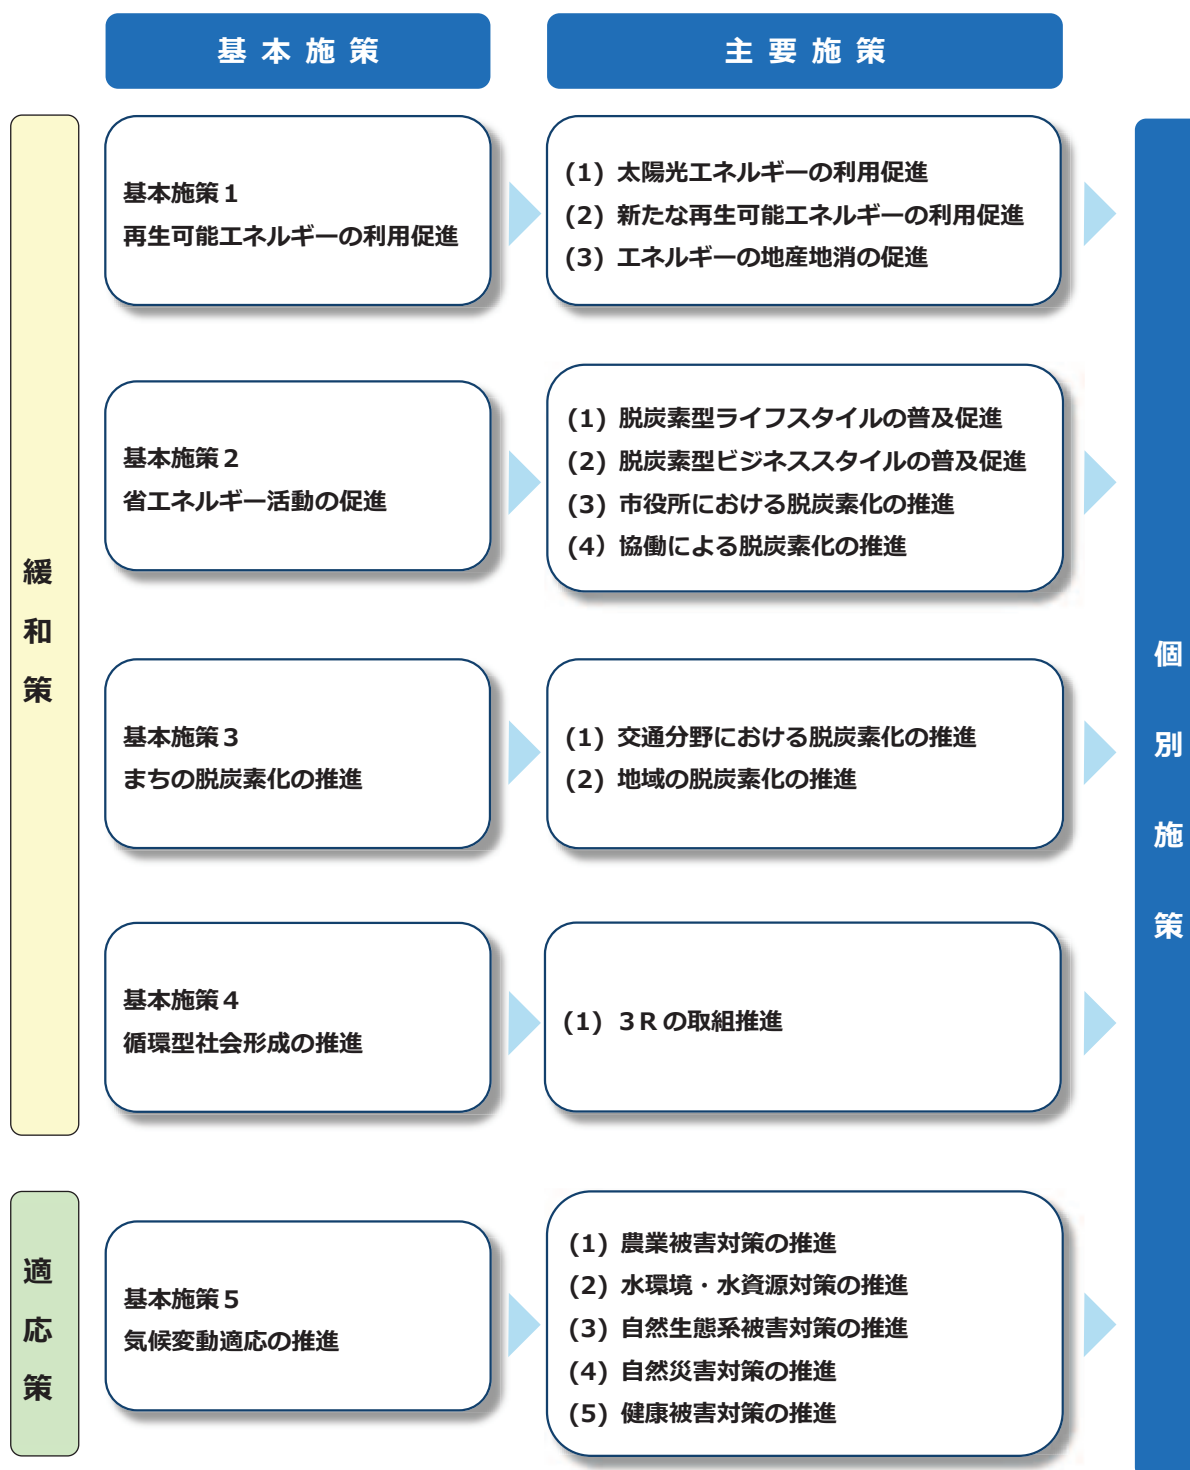 基本施策
主要施策
緩和策
基本施策１
再生可能エネルギーの利用促進
(1) 太陽光エネルギーの利用促進
(2) 新たな再生可能エネルギーの利用促進
(3) エネルギーの地産地消の促進
基本施策２
省エネルギー活動の促進
(1) 脱炭素型ライフスタイルの普及促進
(2) 脱炭素型ビジネススタイルの普及促進
(3) 市役所における脱炭素化の推進
(4) 協働による脱炭素化の推進
基本施策３
まちの脱炭素化の推進
(1) 交通分野における脱炭素化の推進
(2) 地域の脱炭素化の推進
基本施策４
循環型社会形成の推進
(1) ３Ｒの取組推進
適応策
基本施策５
気候変動適応の推進
(1) 農業被害対策の推進
(2) 水環境・水資源対策の推進
(3) 自然生態系被害対策の推進
(4) 自然災害対策の推進
(5) 健康被害対策の推進
個別施策